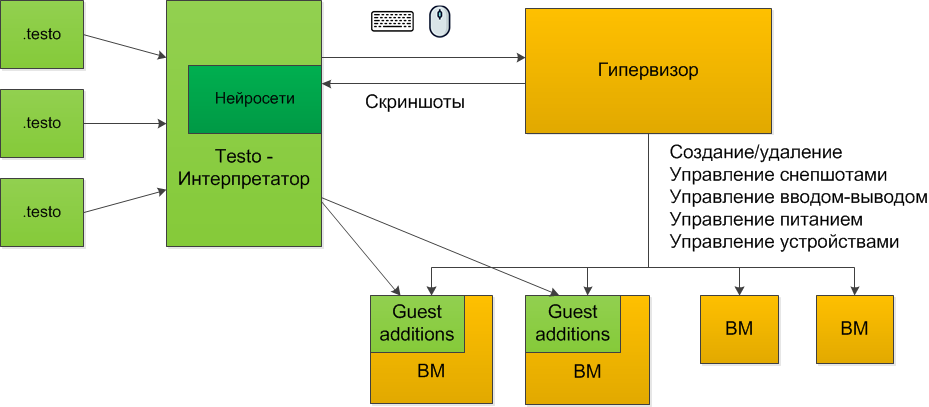 .testo
.testo
.testo
Нейросети
Testo -
Интерпретатор
Скриншоты
Гипервизор
Создание/удаление
Управление снепшотами
Управление вводом-выводом
Управление питанием
Управление устройствами
Guest
additions
ВМ
Guest
additions
ВМ
ВМ
ВМ